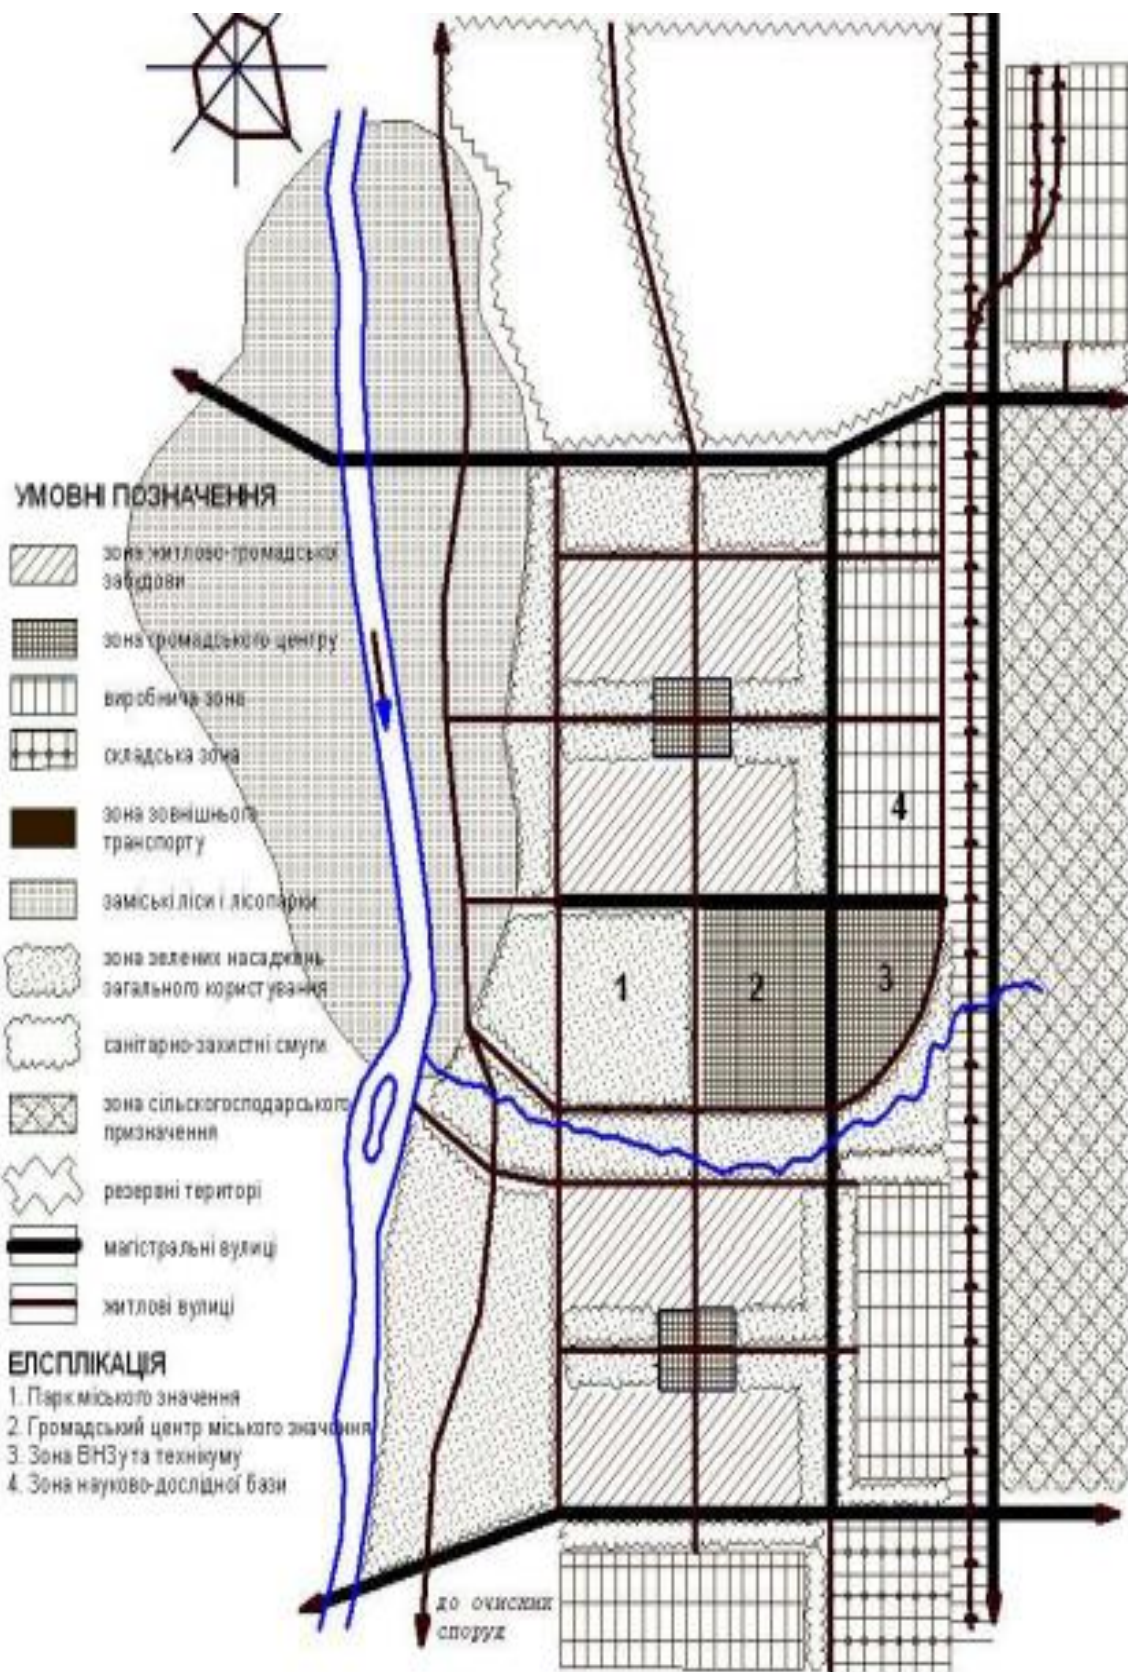 УМОВНІ ПОЗНАЧЕННЯ
зона житлово-громадської
забудови
зона громадського центру
виробнича зона
складська зона
зона зовнішнього
транспорту
заміські ліси і лісопарки
зона зелених насаджень
загального користування
санітарно-захистні смуги
зона сільскогосподарського
призначення
резервні території
магістральні вулиці
житлові вулиці
ЕЛСПЛІКАЦІЯ
1. Парк міського значення
2. Громадський центр міського значення
3. Зона ВНЗ та технікуму
4. Зона науково-дослідної бази
4
1
2
3
до очисних
споруд